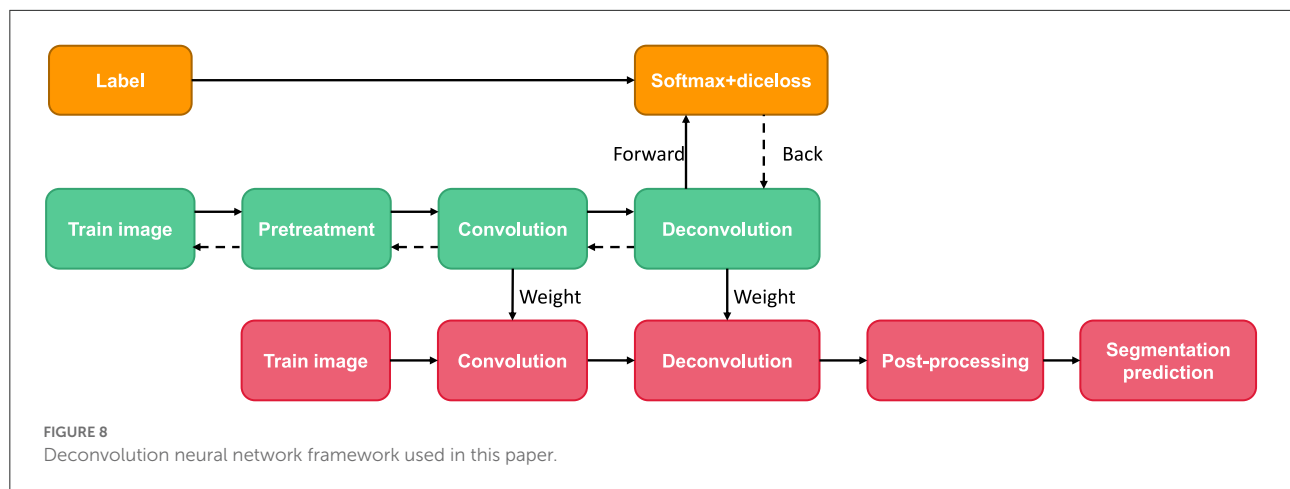 Label
Softmax+diceloss
Forward
Back
Train image
Pretreatment
Convolution
Deconvolution
Weight
Weight
Train image
Convolution
Deconvolution
Post-processing
Segmentation
prediction
FIGURE 8
Deconvolution neural network framework used in this paper.